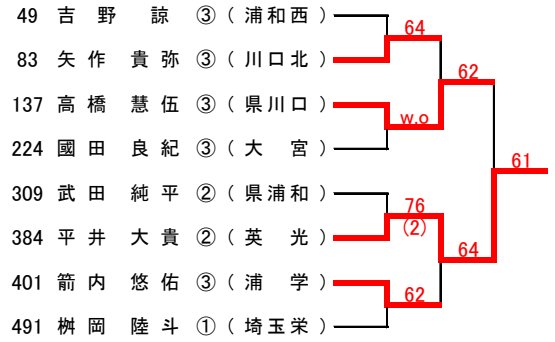 49 吉野 諒 ③ (浦和西)
64
83 矢作 貴弥 ③ (川口北)
62
137 高橋 慧伍 ③ (県川口)
w.o
224 國田 良紀 ③ (大宮)
61
309 武田 純平 ② (県浦和)
76
(2)
384 平井 大貴 ② (英光)
64
401 箭内 悠佑 ③ (浦学)
62
491 桝岡 陸斗 ① (埼玉栄)